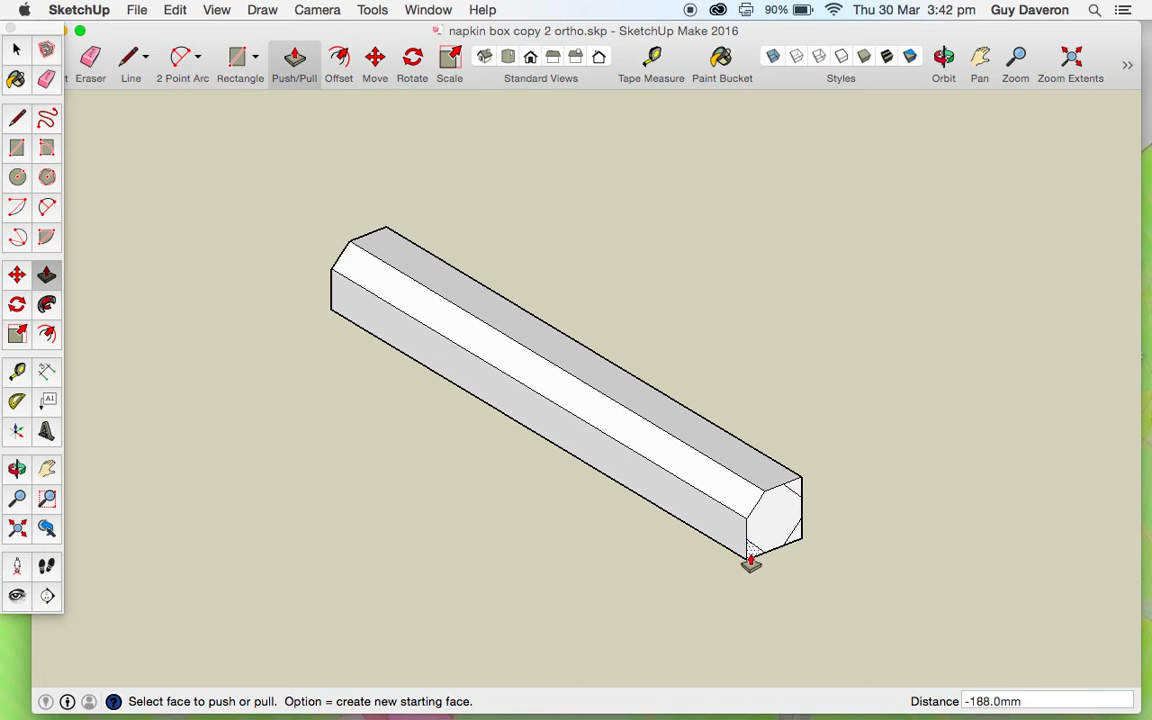 SketchUp File Edit View Draw Camera Tools Window Help 90% Thu 30 Mar 3:42 pm Guy Daveron
napkin box copy 2 ortho.skp - SketchUp Make 2016
Eraser Line 2 Point Arc Rectangle Push/Pull Offset Move Rotate Scale Standard Views Tape Measure Paint Bucket Styles Orbit Pan Zoom Zoom Extents
A1
Select face to push or pull. Option = create new starting face. Distance -188.0mm